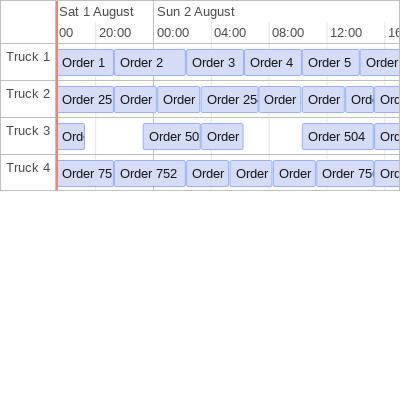 Sat 1 August Sun 2 August
00 20:00 00:00 04:00 08:00 12:00 16
Truck 1 Order 1 Order 2 Order 3 Order 4 Order 5 Order
Truck 2 Order 25 Order Order Order 25 Order Order Ord Ord
Truck 3 Ord Order 50 Order Order 504 Ord
Truck 4 Order 75 Order 752 Order Order Order Order 75 Ord